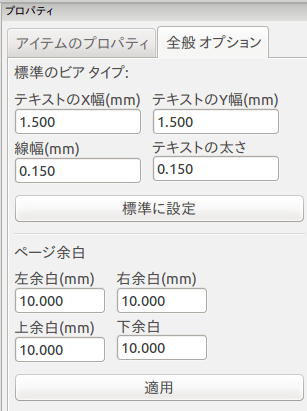 プロパティ
アイテムのプロパティ 全般 オプション
標準のビア タイプ:
テキストのX幅(mm) テキストのY幅(mm)
1.500 1.500
線幅(mm) テキストの太さ
0.150 0.150
標準に設定
ページ余白
左余白(mm) 右余白(mm)
10.000 10.000
上余白(mm) 下余白
10.000 10.000
適用